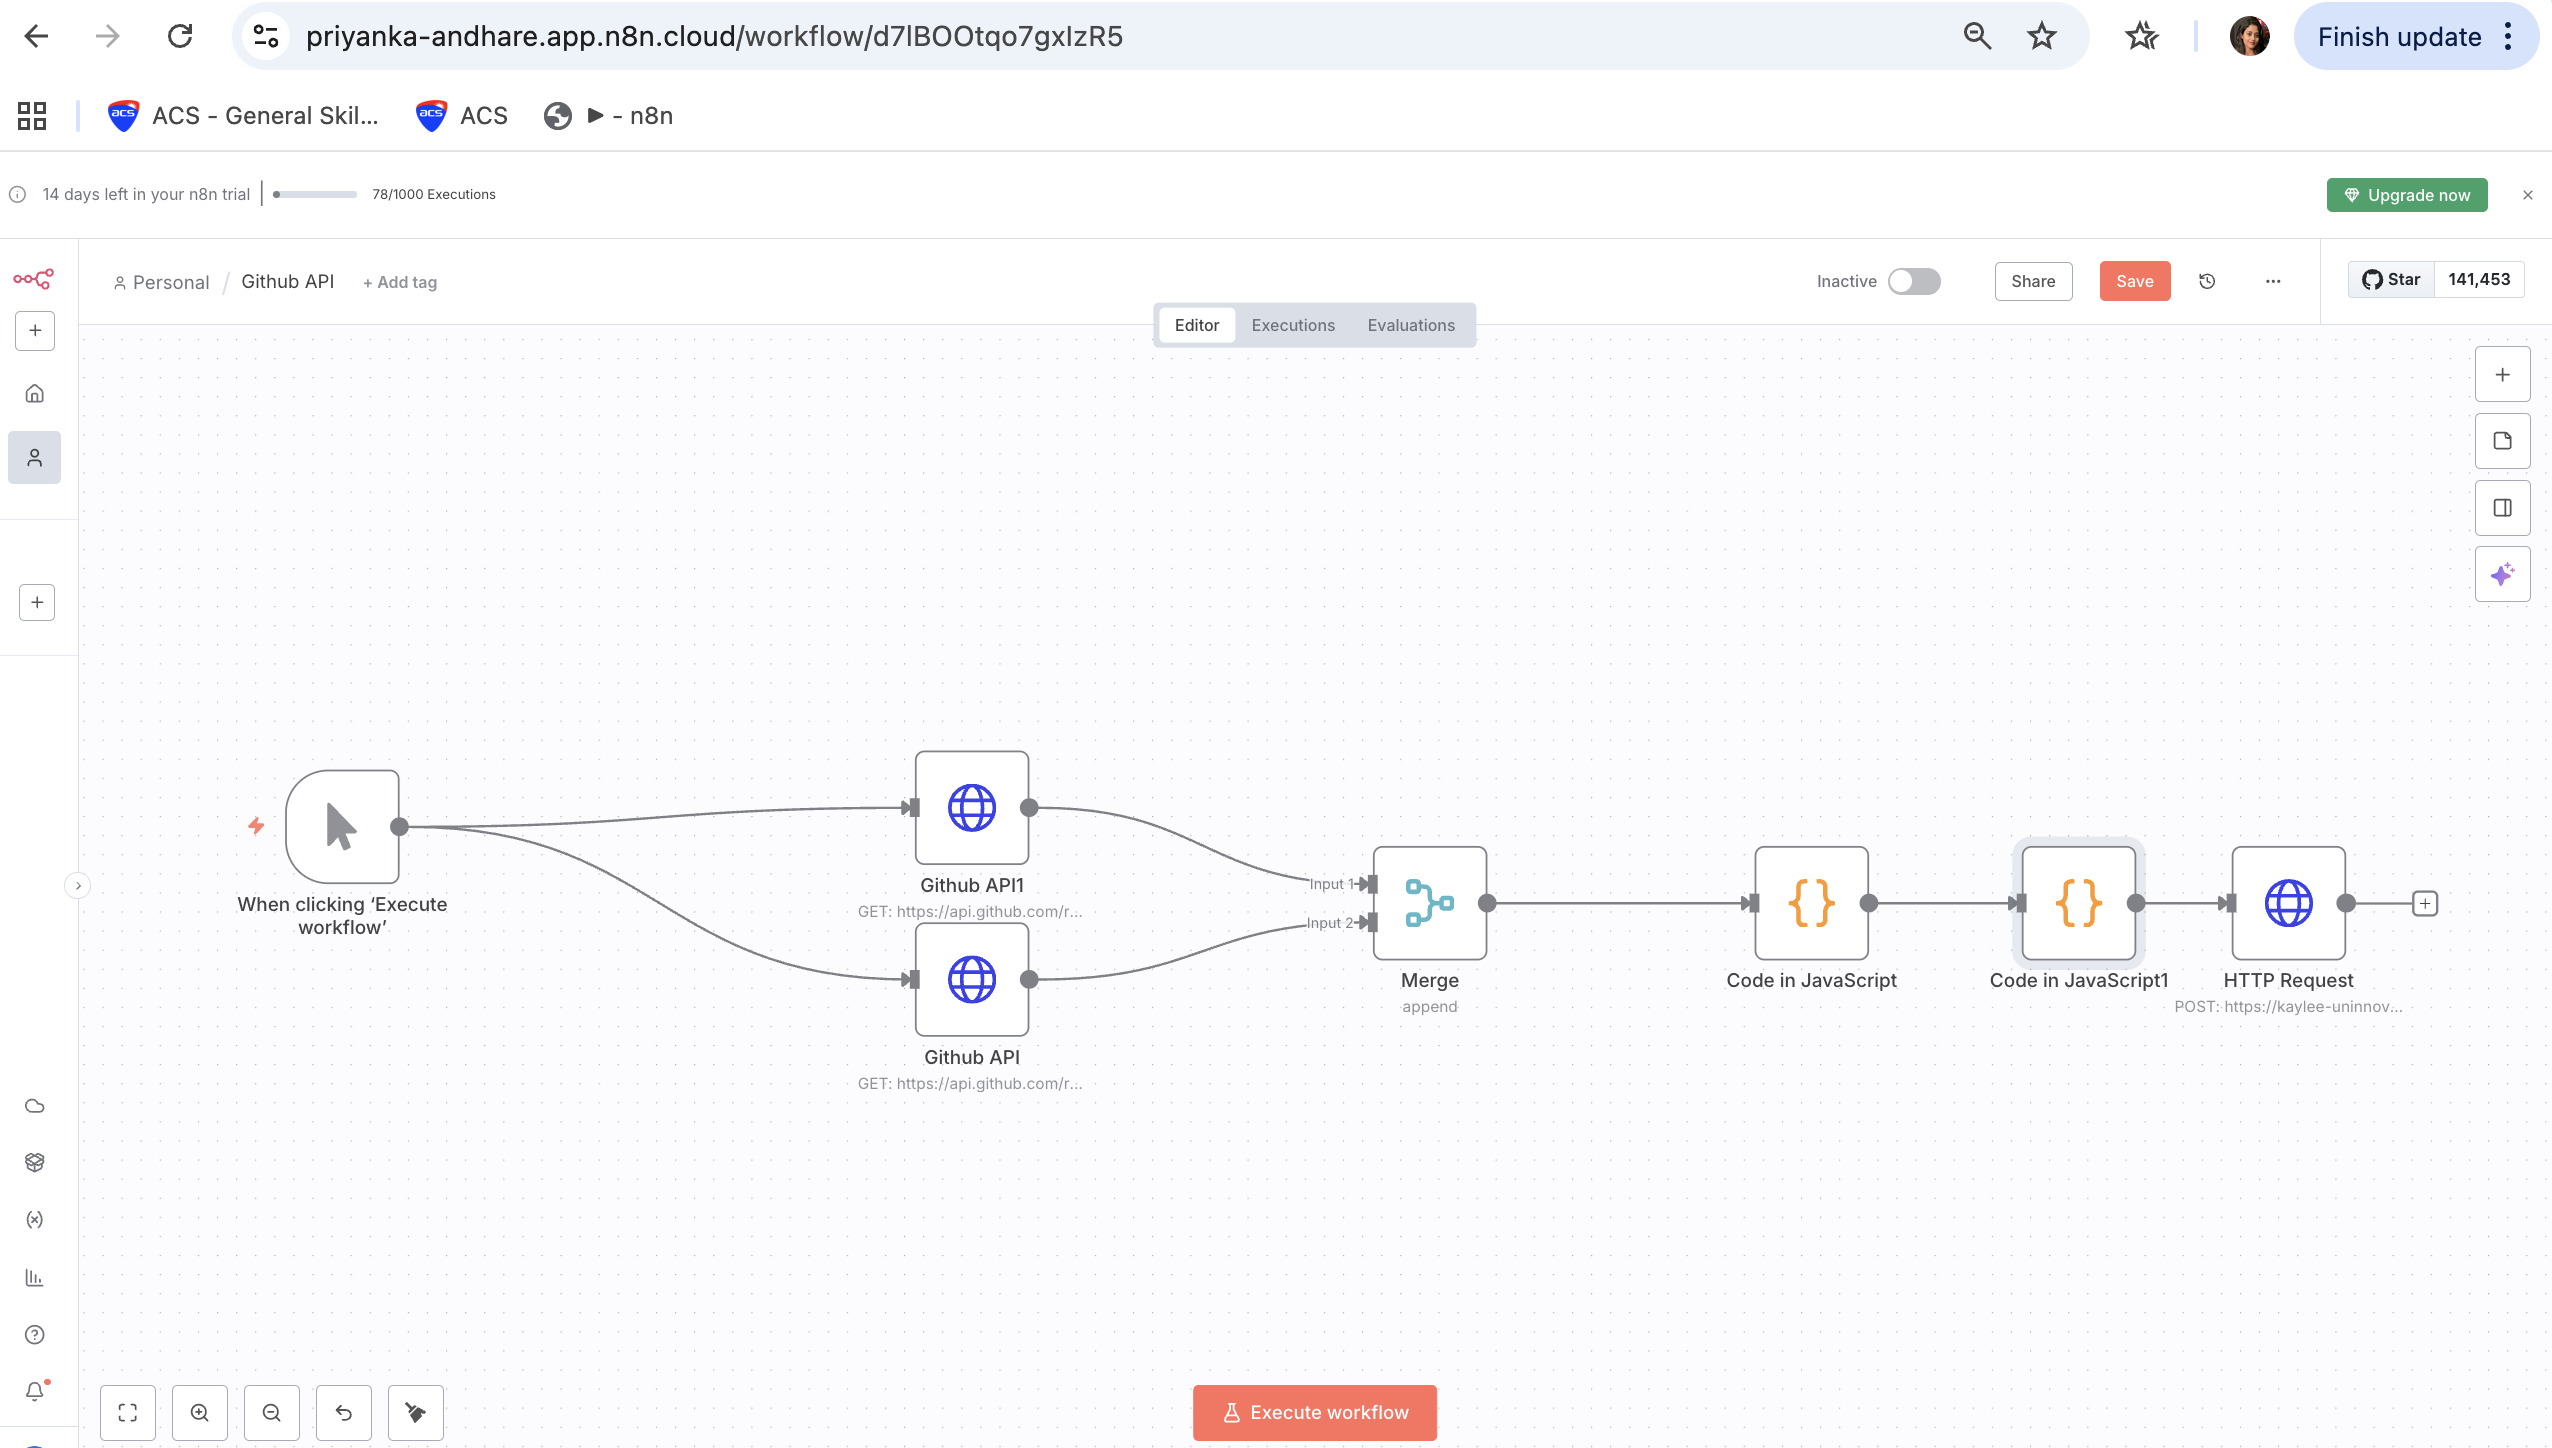 priyanka-andhare.app.n8n.cloud/workflow/d7lBOOtqo7gxIzR5
Finish update
ACS - General Skil...
ACS
► - n8n
14 days left in your n8n trial
78/1000 Executions
Upgrade now
Personal / Github API + Add tag
Inactive
Share
Save
Star 141,453
Editor Executions Evaluations
When clicking ‘Execute
workflow’
Github API1
GET: https://api.github.com/r...
Github API
GET: https://api.github.com/r...
Input 1
Input 2
Merge
append
Code in JavaScript
Code in JavaScript1
HTTP Request
POST: https://kaylee-uninnov...
Execute workflow